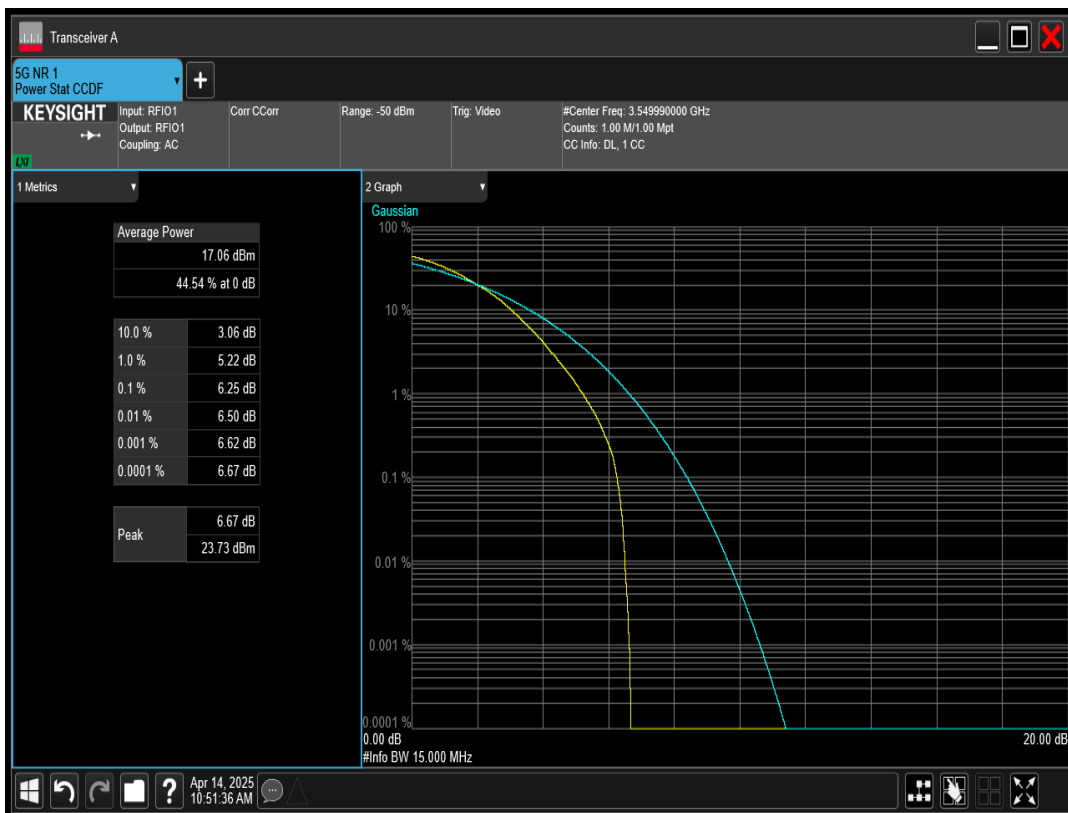 Transceiver A
5G NR 1
Power Stat CCDF
+
KEYSIGHT
LXI
Input: RFIO1
Output: RFIO1
Coupling: AC
Corr CCorr
Range: -50 dBm
Trig: Video
#Center Freq: 3.549990000 GHz
Counts: 1.00 M/1.00 Mpt
CC Info: DL, 1 CC
1 Metrics
Average Power
17.06 dBm
44.54 % at 0 dB
10.0 % 3.06 dB
1.0 % 5.22 dB
0.1 % 6.25 dB
0.01 % 6.50 dB
0.001 % 6.62 dB
0.0001 % 6.67 dB
Peak 6.67 dB
23.73 dBm
2 Graph
Gaussian
100 %
10 %
1 %
0.1 %
0.01 %
0.001 %
0.0001 %
0.00 dB 20.00 dB
#Info BW 15.000 MHz
?
Apr 14, 2025
10:51:36 AM